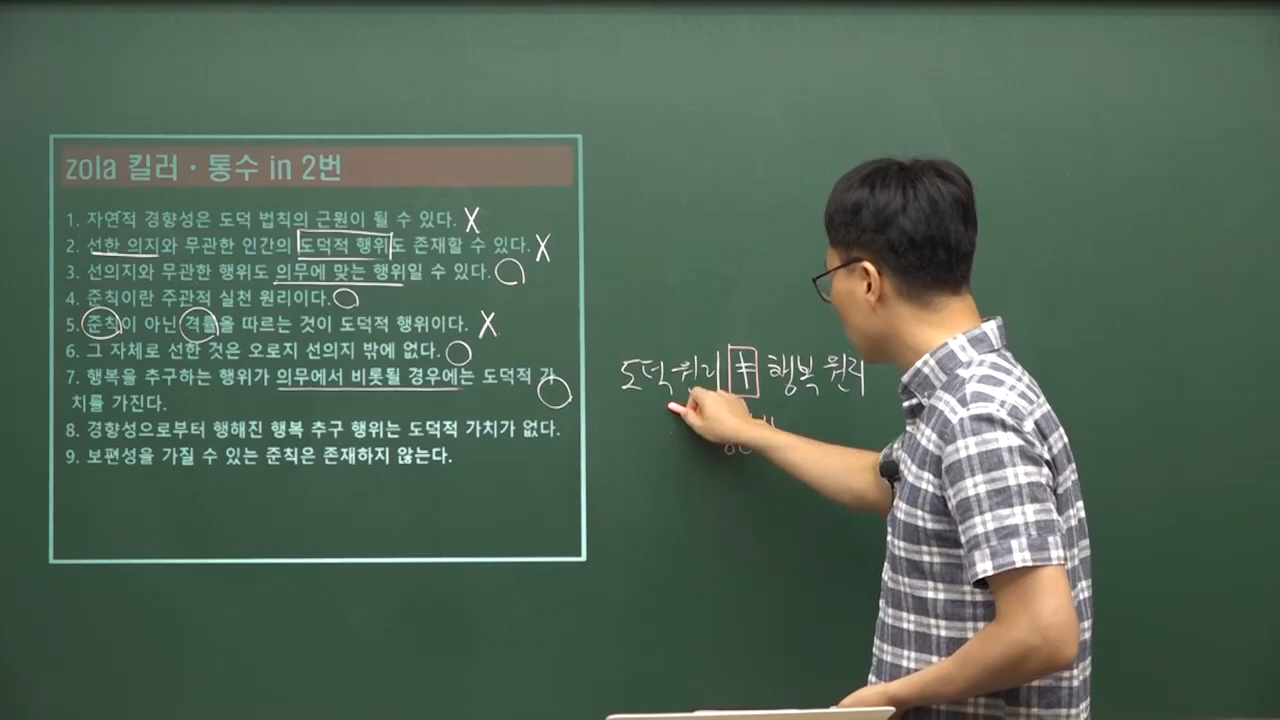 zola 킬러 · 통수 in 2번
1. 자연적 경향성은 도덕 법칙의 근원이 될 수 있다. X
2. 선한 의지와 무관한 인간의 도덕적 행위도 존재할 수 있다. X
3. 선의지와 무관한 행위도 의무에 맞는 행위일 수 있다. ○
4. 준칙이란 주관적 실천 원리이다. ○
5. 준칙이 아닌 격률을 따르는 것이 도덕적 행위이다. X
6. 그 자체로 선한 것은 오로지 선의지 밖에 없다. ○
7. 행복을 추구하는 행위가 의무에서 비롯될 경우에는 도덕적 가
치를 가진다. ○
8. 경향성으로부터 행해진 행복 추구 행위는 도덕적 가치가 없다.
9. 보편성을 가질 수 있는 준칙은 존재하지 않는다.
도덕원리 ≠ 행복 원리